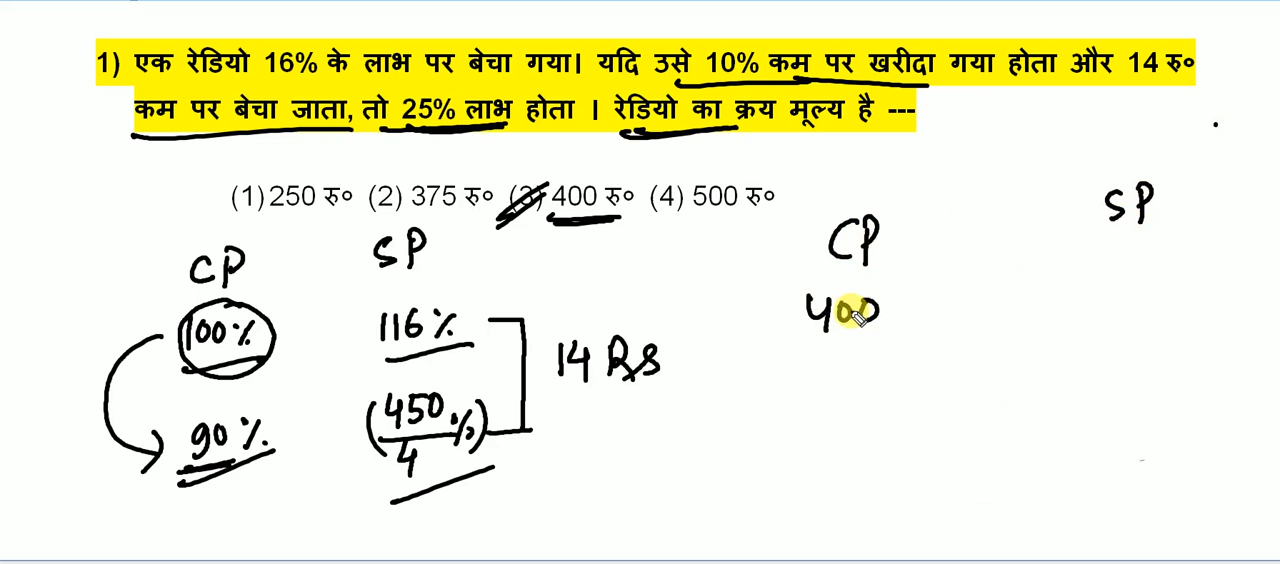 1) एक रेडियो 16% के लाभ पर बेचा गया। यदि उसे 10% कम पर खरीदा गया होता और 14 रु०
कम पर बेचा जाता, तो 25% लाभ होता । रेडियो का क्रय मूल्य है ---
(1) 250 रु० (2) 375 रु० (3) 400 रु० (4) 500 रु०
CP SP CP SP
100% 116% 14 Rs 400
90% (450/4 %)